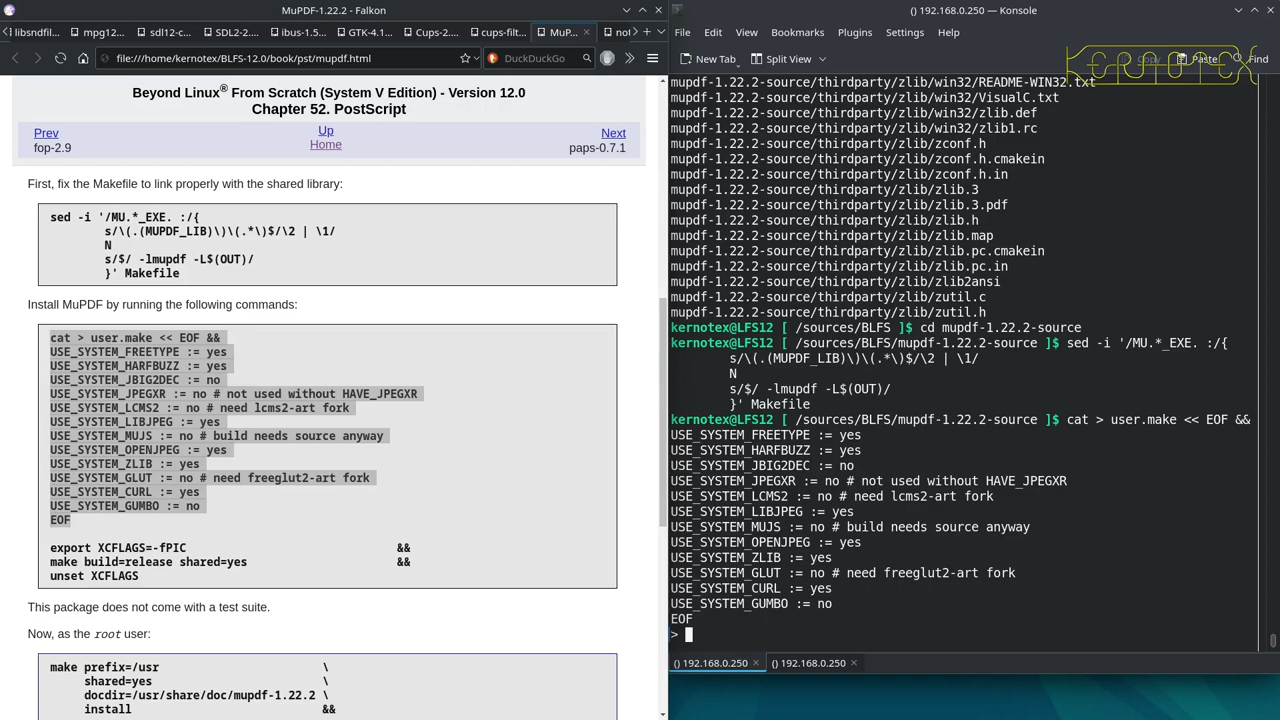 MuPDF-1.22.2 - Falkon
libsndfil...
mpg12...
sdl12-c...
SDL2-2....
ibus-1.5...
GTK-4.1...
Cups-2....
cups-filt...
MuP...
file:///home/kernotex/BLFS-12.0/book/pst/mupdf.html
DuckDuckGo
Beyond Linux® From Scratch (System V Edition) - Version 12.0
Chapter 52. PostScript
Prev
Up
Next
fop-2.9
Home
paps-0.7.1
First, fix the Makefile to link properly with the shared library:
sed -i '/MU.*_EXE. :/{
s/\(.(MUPDF_LIB)\)\(.*\)$/\2 | \1/
N
s/$/ -lmupdf -L$(OUT)/
}' Makefile
Install MuPDF by running the following commands:
cat > user.make << EOF &&
USE_SYSTEM_FREETYPE := yes
USE_SYSTEM_HARFBUZZ := yes
USE_SYSTEM_JBIG2DEC := no
USE_SYSTEM_JPEGXR := no # not used without HAVE_JPEGXR
USE_SYSTEM_LCMS2 := no # need lcms2-art fork
USE_SYSTEM_LIBJPEG := yes
USE_SYSTEM_MUJS := no # build needs source anyway
USE_SYSTEM_OPENJPEG := yes
USE_SYSTEM_ZLIB := yes
USE_SYSTEM_GLUT := no # need freeglut2-art fork
USE_SYSTEM_CURL := yes
USE_SYSTEM_GUMBO := no
EOF
export XCFLAGS=-fPIC &&
make build=release shared=yes &&
unset XCFLAGS
This package does not come with a test suite.
Now, as the root user:
make prefix=/usr \
shared=yes \
docdir=/usr/share/doc/mupdf-1.22.2 \
install &&
() 192.168.0.250 — Konsole
File Edit View Bookmarks Plugins Settings Help
New Tab Split View Copy Paste Find
kernotex
mupdf-1.22.2-source/thirdparty/zlib/win32/README-WIN32.txt
mupdf-1.22.2-source/thirdparty/zlib/win32/VisualC.txt
mupdf-1.22.2-source/thirdparty/zlib/win32/zlib.def
mupdf-1.22.2-source/thirdparty/zlib/win32/zlib1.rc
mupdf-1.22.2-source/thirdparty/zlib/zconf.h
mupdf-1.22.2-source/thirdparty/zlib/zconf.h.cmakein
mupdf-1.22.2-source/thirdparty/zlib/zconf.h.in
mupdf-1.22.2-source/thirdparty/zlib/zlib.3
mupdf-1.22.2-source/thirdparty/zlib/zlib.3.pdf
mupdf-1.22.2-source/thirdparty/zlib/zlib.h
mupdf-1.22.2-source/thirdparty/zlib/zlib.map
mupdf-1.22.2-source/thirdparty/zlib/zlib.pc.cmakein
mupdf-1.22.2-source/thirdparty/zlib/zlib.pc.in
mupdf-1.22.2-source/thirdparty/zlib/zlib2ansi
mupdf-1.22.2-source/thirdparty/zlib/zutil.c
mupdf-1.22.2-source/thirdparty/zlib/zutil.h
kernotex@LFS12 [ /sources/BLFS ]$ cd mupdf-1.22.2-source
kernotex@LFS12 [ /sources/BLFS/mupdf-1.22.2-source ]$ sed -i '/MU.*_EXE. :/{
s/\(.(MUPDF_LIB)\)\(.*\)$/\2 | \1/
N
s/$/ -lmupdf -L$(OUT)/
}' Makefile
kernotex@LFS12 [ /sources/BLFS/mupdf-1.22.2-source ]$ cat > user.make << EOF &&
USE_SYSTEM_FREETYPE := yes
USE_SYSTEM_HARFBUZZ := yes
USE_SYSTEM_JBIG2DEC := no
USE_SYSTEM_JPEGXR := no # not used without HAVE_JPEGXR
USE_SYSTEM_LCMS2 := no # need lcms2-art fork
USE_SYSTEM_LIBJPEG := yes
USE_SYSTEM_MUJS := no # build needs source anyway
USE_SYSTEM_OPENJPEG := yes
USE_SYSTEM_ZLIB := yes
USE_SYSTEM_GLUT := no # need freeglut2-art fork
USE_SYSTEM_CURL := yes
USE_SYSTEM_GUMBO := no
EOF
>
() 192.168.0.250
() 192.168.0.250